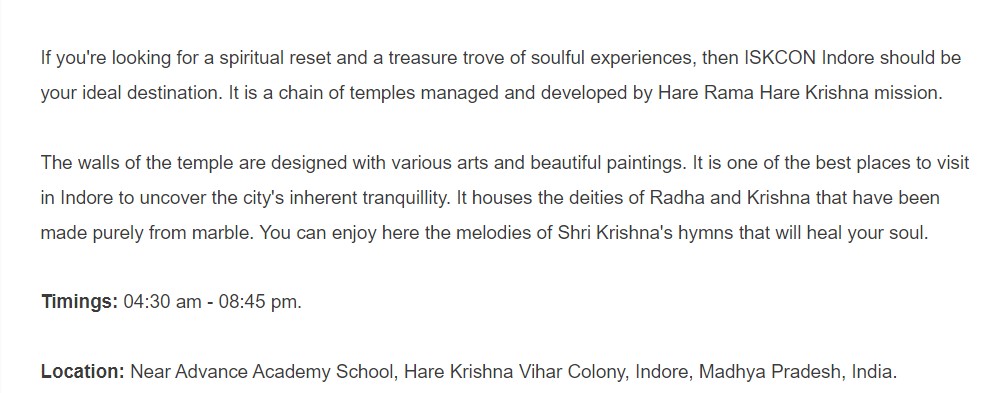 If you're looking for a spiritual reset and a treasure trove of soulful experiences, then ISKCON Indore should be
your ideal destination. It is a chain of temples managed and developed by Hare Rama Hare Krishna mission.
The walls of the temple are designed with various arts and beautiful paintings. It is one of the best places to visit
in Indore to uncover the city's inherent tranquillity. It houses the deities of Radha and Krishna that have been
made purely from marble. You can enjoy here the melodies of Shri Krishna's hymns that will heal your soul.
Timings: 04:30 am - 08:45 pm.
Location: Near Advance Academy School, Hare Krishna Vihar Colony, Indore, Madhya Pradesh, India.